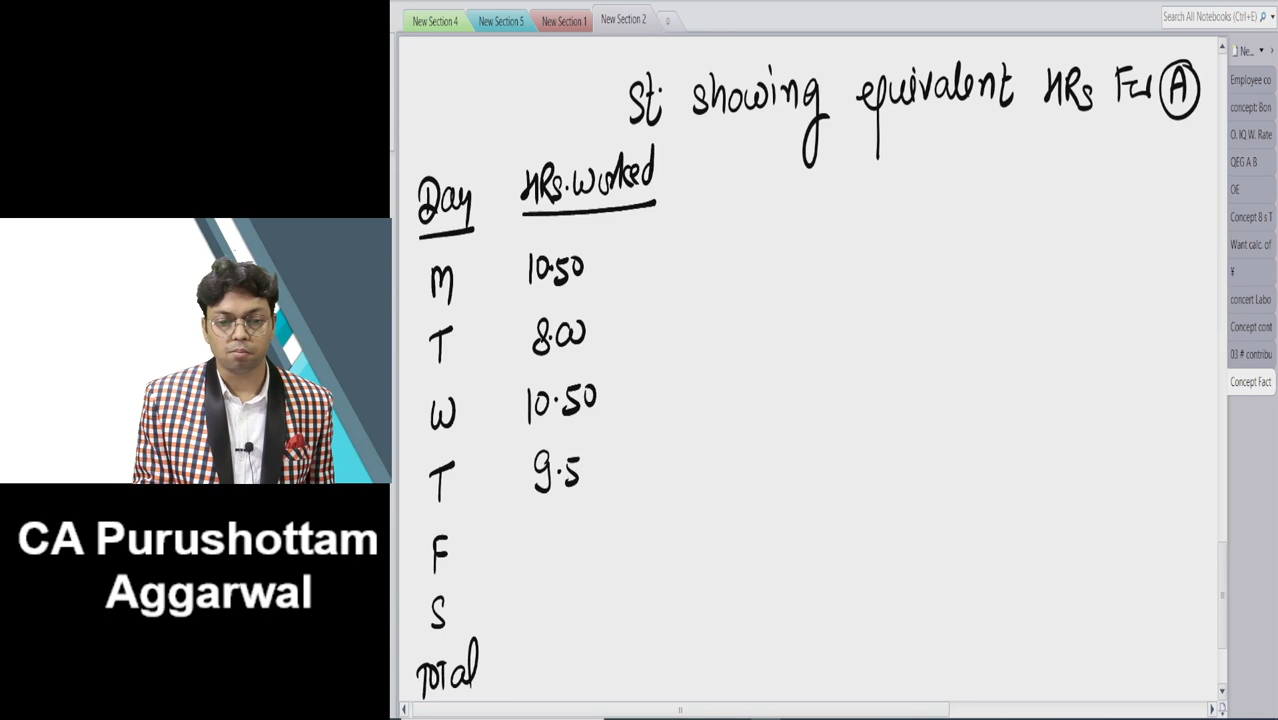 New Section 4 New Section 5 New Section 1 New Section 2
Search All Notebooks (Ctrl+E)
Ne...
Employee co
concept: Bon
O. IQ W. Rate
QEG A B
OE
Concept 8 s T
Want calc. of
¥
concert Labo
Concept cont
03 # contribu
Concept Fact
St. showing equivalent HRs For A
Day HRs. Worked
M 10.50
T 8.00
W 10.50
T 9.5
F
S
Total
CA Purushottam
Aggarwal